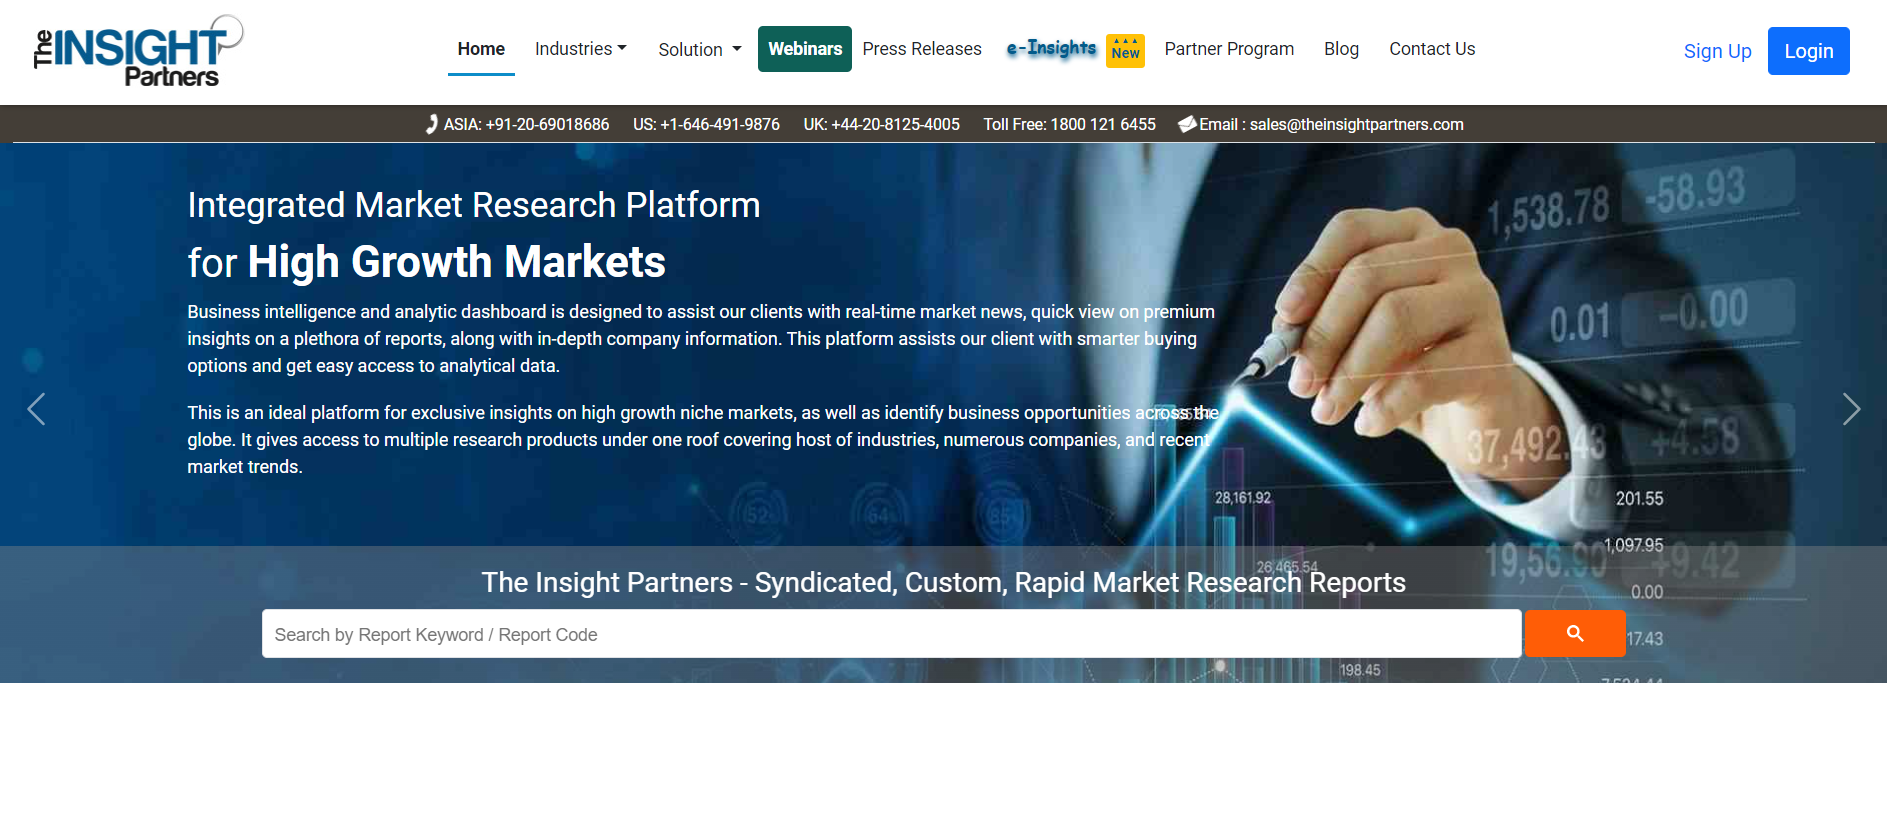 The INSIGHT Partners
Home Industries Solution Webinars Press Releases e-Insights New Partner Program Blog Contact Us Sign Up Login
ASIA: +91-20-69018686 US: +1-646-491-9876 UK: +44-20-8125-4005 Toll Free: 1800 121 6455 Email : sales@theinsightpartners.com
Integrated Market Research Platform
for High Growth Markets
Business intelligence and analytic dashboard is designed to assist our clients with real-time market news, quick view on premium
insights on a plethora of reports, along with in-depth company information. This platform assists our client with smarter buying
options and get easy access to analytical data.
This is an ideal platform for exclusive insights on high growth niche markets, as well as identify business opportunities across the
globe. It gives access to multiple research products under one roof covering host of industries, numerous companies, and recent
market trends.
1,538.78 -58.93
0.01 -0.00
37,492.43 +4.58
52 64 85
28,161.92 201.55
1,097.95
19,56.90 +9.42
26,465.54
0.00
The Insight Partners - Syndicated, Custom, Rapid Market Research Reports
Search by Report Keyword / Report Code
17.43
198.45